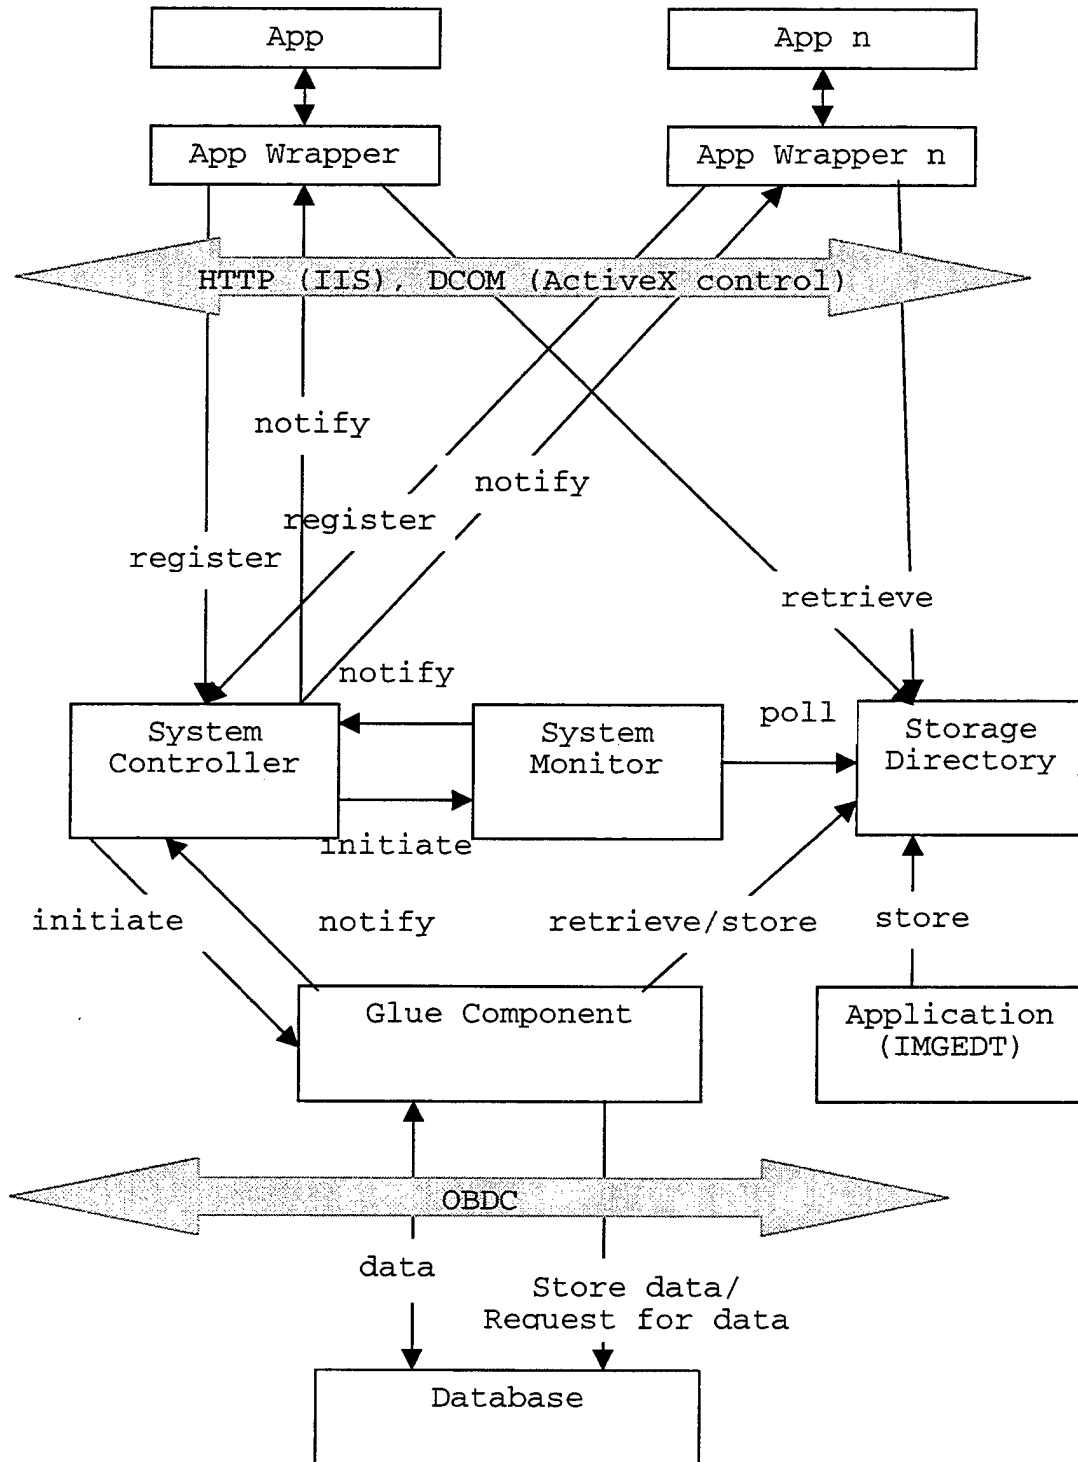 App
App n
App Wrapper
App Wrapper n
HTTP (IIS), DCOM (ActiveX control)
notify
notify
register
register
retrieve
notify
poll
System
Controller
System
Monitor
Storage
Directory
initiate
initiate
notify
retrieve/store
store
Glue Component
Application
(IMGEDT)
OBDC
data
Store data/
Request for data
Database